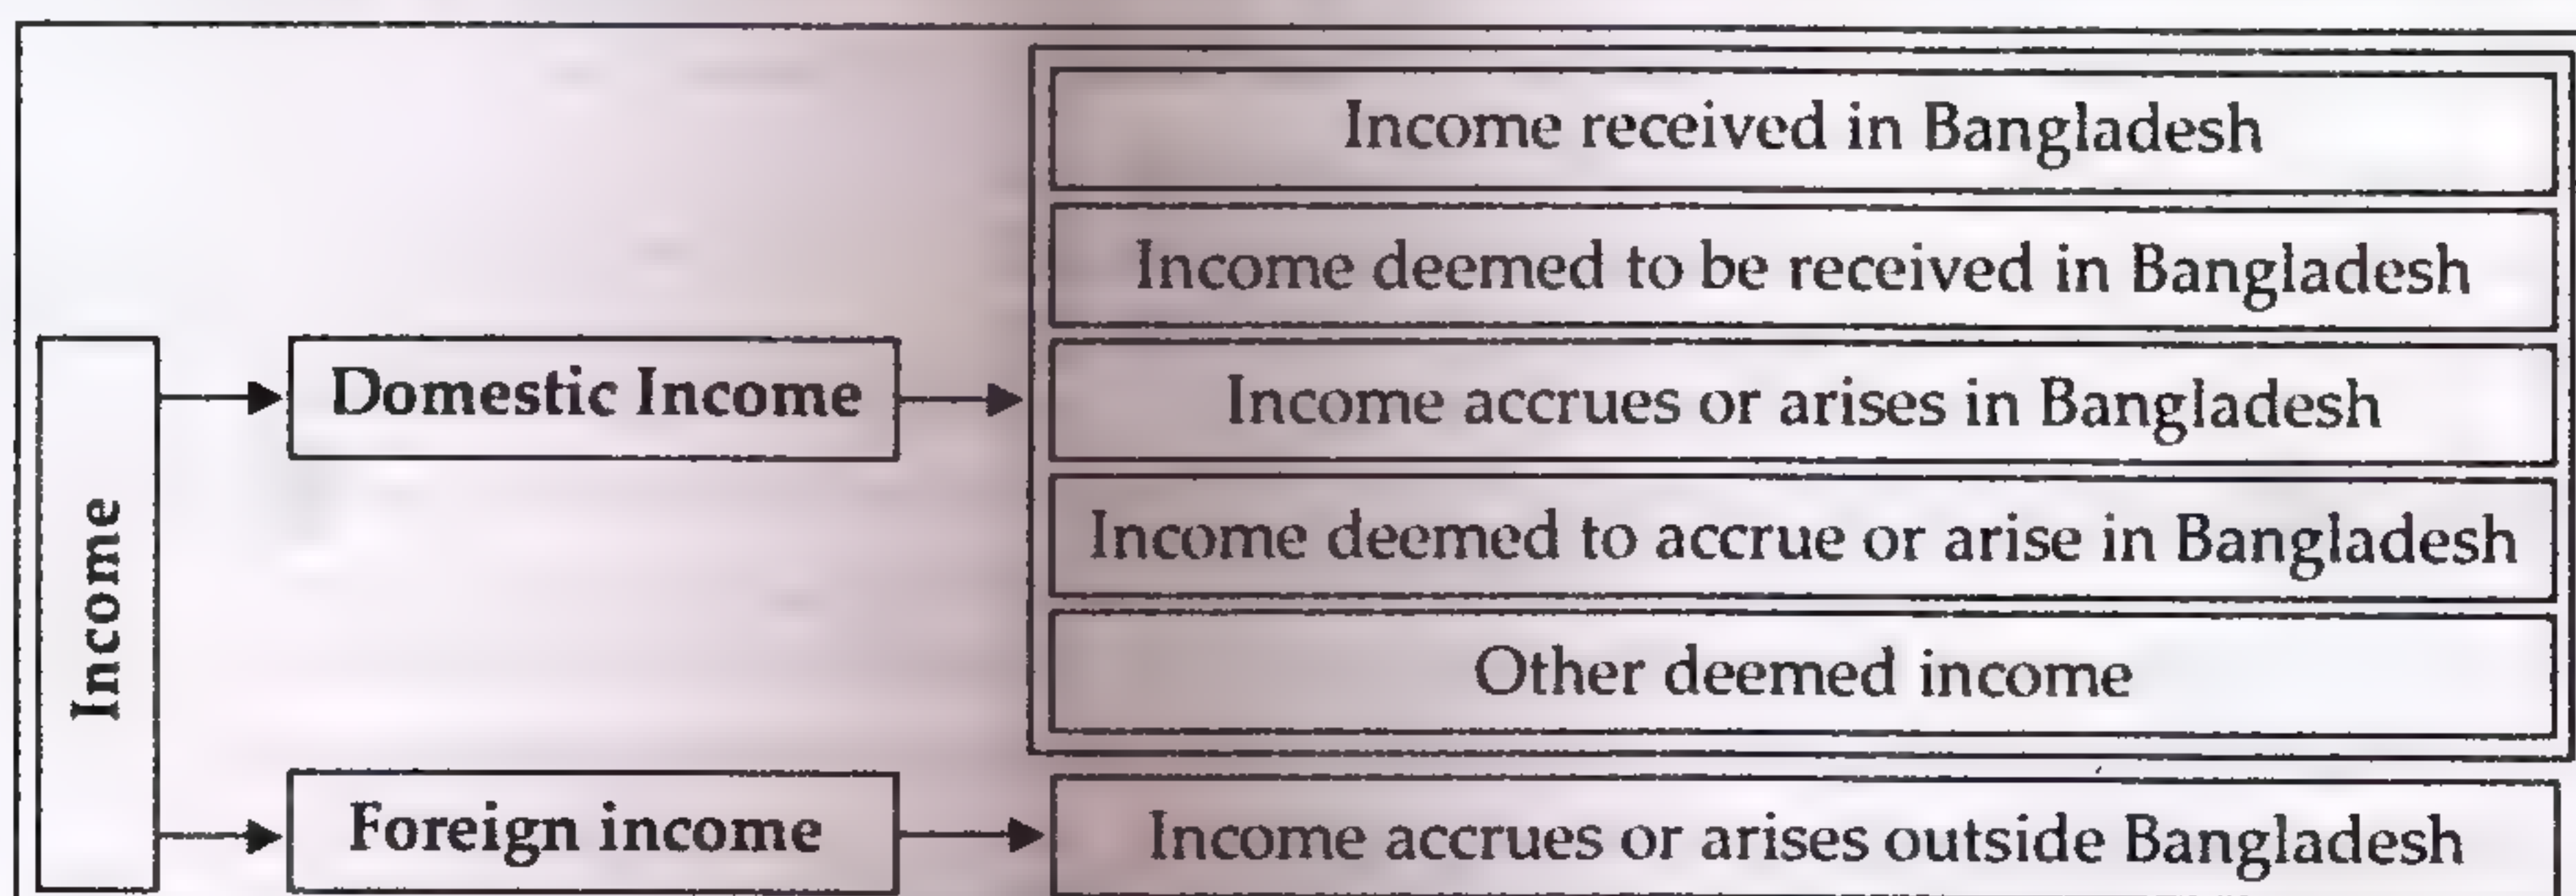 Income
Domestic Income
Income received in Bangladesh
Income deemed to be received in Bangladesh
Income accrues or arises in Bangladesh
Income deemed to accrue or arise in Bangladesh
Other deemed income
Foreign income
Income accrues or arises outside Bangladesh